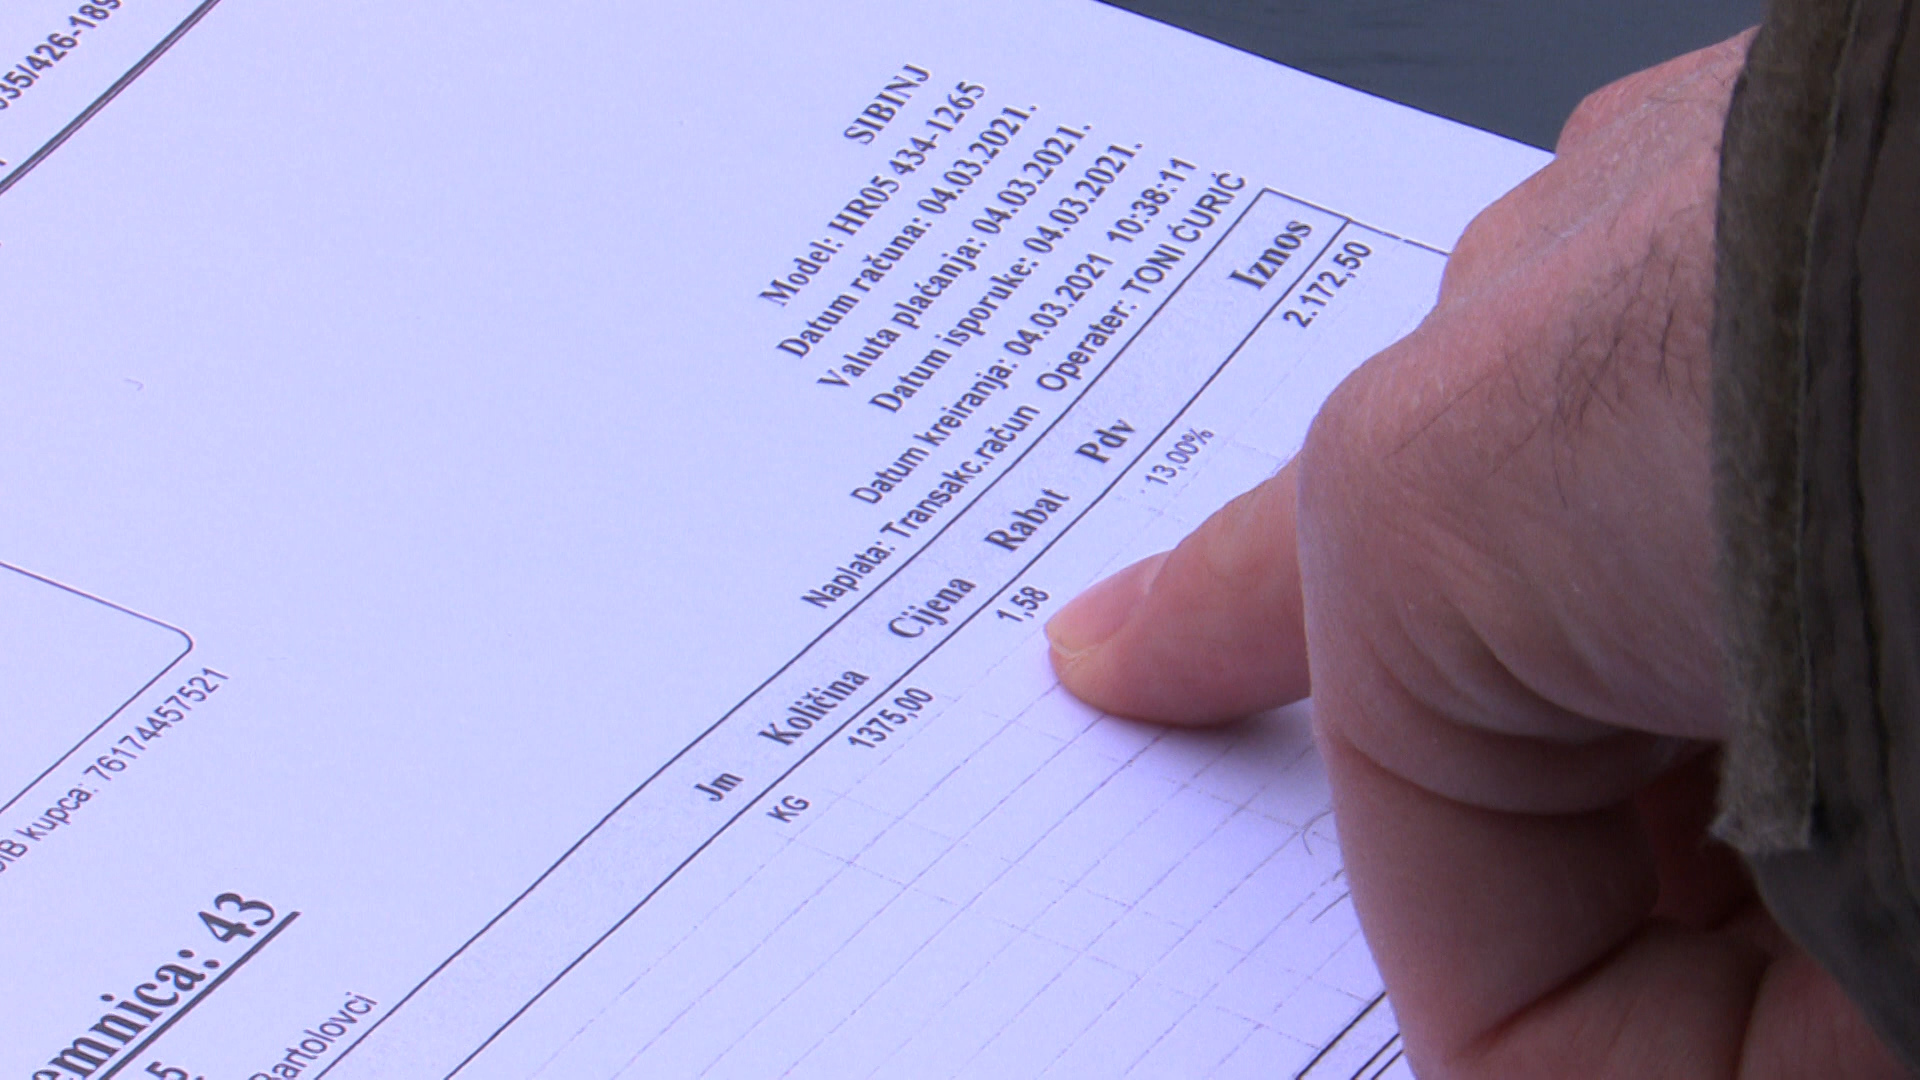 035/426-189
SIBINJ
Model: HR05 434-1265
Datum računa: 04.03.2021.
Valuta plaćanja: 04.03.2021.
Datum isporuke: 04.03.2021.
Datum kreiranja: 04.03.2021 10:38:11
Naplata: Transakc.račun Operater: TONI ĆURIĆ
Jm Količina Cijena Rabat Pdv Iznos
KG 1375,00 1,58 13,00% 2.172,50
OIB kupca: 76174457521
emnica: 43
5.
Bartolovci